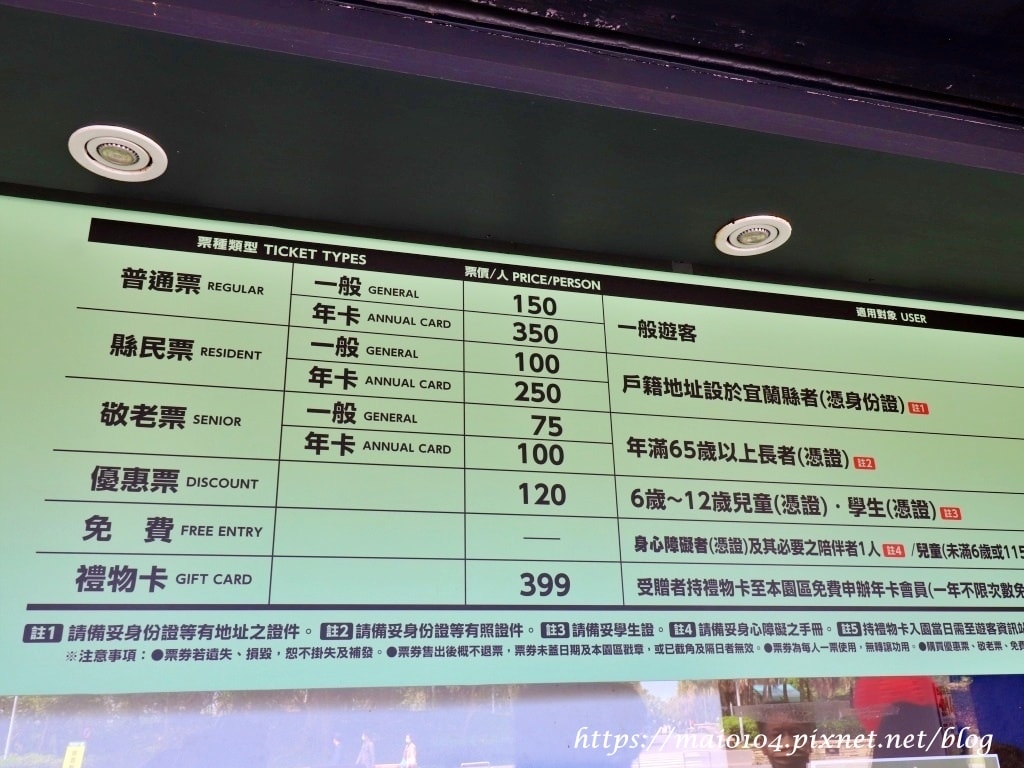 票種類型 TICKET TYPES 票價/人 PRICE/PERSON 適用對象 USER
普通票 REGULAR 一般 GENERAL 150 一般遊客
年卡 ANNUAL CARD 350
縣民票 RESIDENT 一般 GENERAL 100 戶籍地址設於宜蘭縣者(憑身份證) 註1
年卡 ANNUAL CARD 250
敬老票 SENIOR 一般 GENERAL 75 年滿65歲以上長者(憑證) 註2
年卡 ANNUAL CARD 100
優惠票 DISCOUNT 120 6歲~12歲兒童(憑證)．學生(憑證) 註3
免 費 FREE ENTRY — 身心障礙者(憑證)及其必要之陪伴者1人 註4 /兒童(未滿6歲或115
禮物卡 GIFT CARD 399 受贈者持禮物卡至本園區免費申辦年卡會員(一年不限次數免
註1 請備妥身份證等有地址之證件。 註2 請備妥身份證等有照證件。 註3 請備妥學生證。 註4 請備妥身心障礙之手冊。 註5 持禮物卡入園當日需至遊客資訊站
※注意事項：●票券若遺失、損毀，恕不掛失及補發。●票券售出後概不退票，票券未蓋日期及本園區戳章，或已截角及隔日者無效。●票券為每人一票使用，無轉讓功用。●購買優惠票、敬老票、免費
https://maio104.pixnet.net/blog